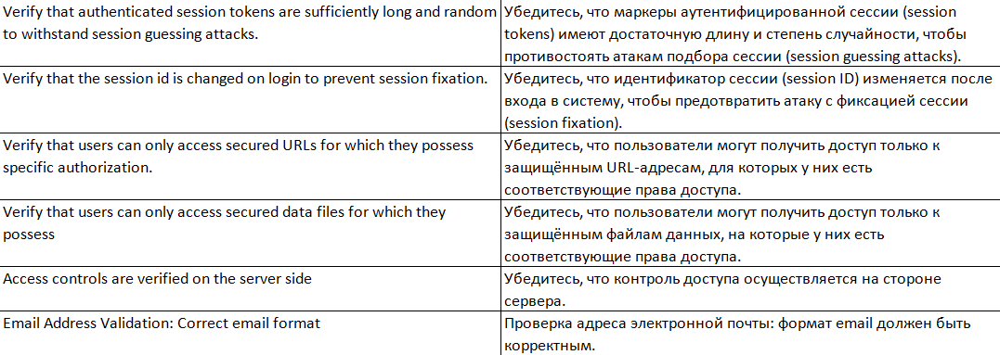 Verify that authenticated session tokens are sufficiently long and random
to withstand session guessing attacks.
Убедитесь, что маркеры аутентифицированной сессии (session
tokens) имеют достаточную длину и степень случайности, чтобы
противостоять атакам подбора сессии (session guessing attacks).
Verify that the session id is changed on login to prevent session fixation.
Убедитесь, что идентификатор сессии (session ID) изменяется после
входа в систему, чтобы предотвратить атаку с фиксацией сессии
(session fixation).
Verify that users can only access secured URLs for which they possess
specific authorization.
Убедитесь, что пользователи могут получить доступ только к
защищённым URL-адресам, для которых у них есть
соответствующие права доступа.
Verify that users can only access secured data files for which they
possess
Убедитесь, что пользователи могут получить доступ только к
защищённым файлам данных, на которые у них есть
соответствующие права доступа.
Access controls are verified on the server side
Убедитесь, что контроль доступа осуществляется на стороне
сервера.
Email Address Validation: Correct email format
Проверка адреса электронной почты: формат email должен быть
корректным.